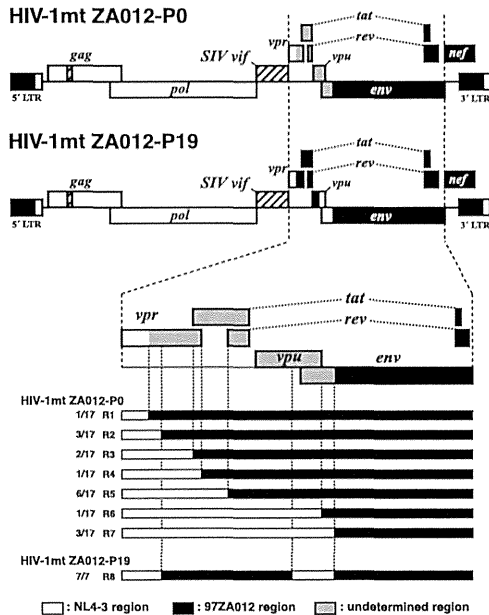 HIV-1mt ZA012-P0
tat
vpr
rev
nef
gag
SIV vif
vpu
pol
env
5' LTR
3' LTR
HIV-1mt ZA012-P19
tat
vpr
rev
nef
gag
SIV vif
vpu
pol
env
5' LTR
3' LTR
tat
vpr
rev
vpu
env
HIV-1mt ZA012-P0
1/17 R1
3/17 R2
2/17 R3
1/17 R4
6/17 R5
1/17 R6
3/17 R7
HIV-1mt ZA012-P19
7/7 R8
: NL4-3 region : 97ZA012 region : undetermined region